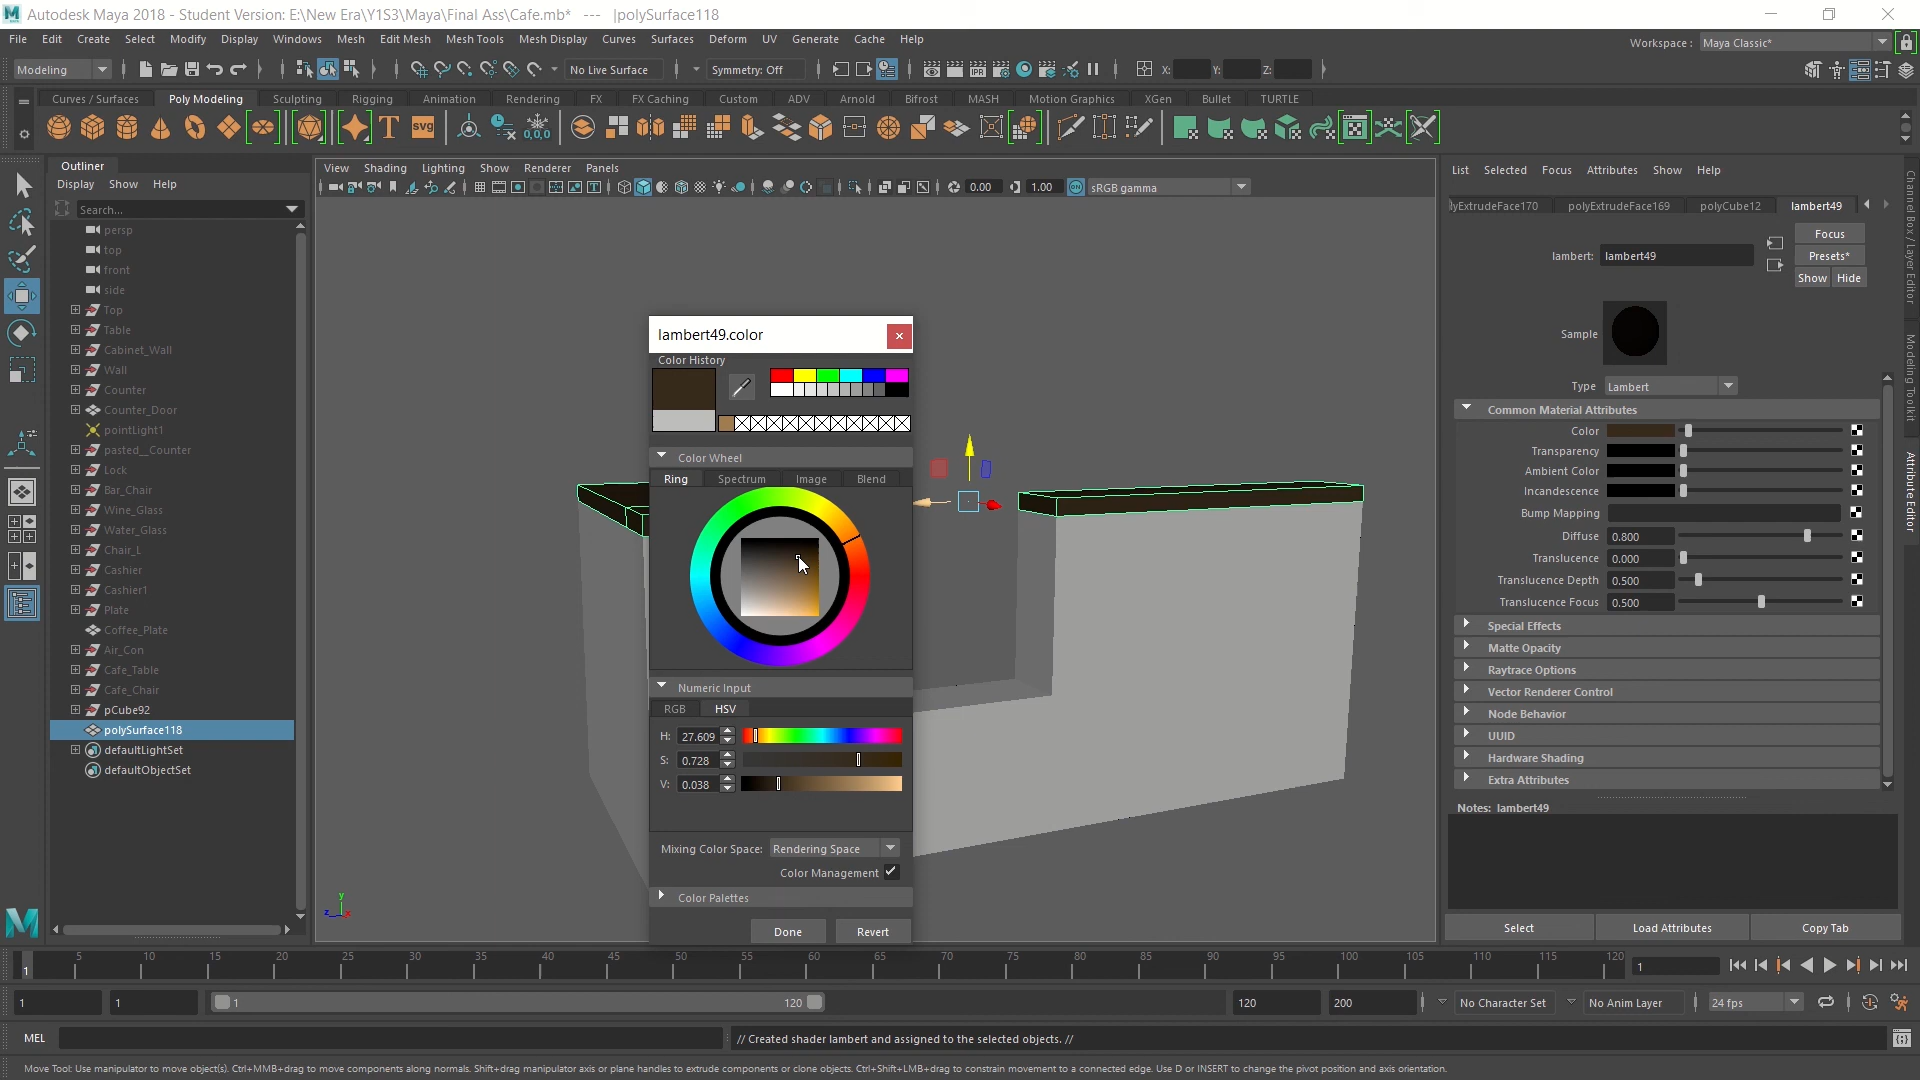 Autodesk Maya 2018 - Student Version: E:\New Era\Y1S3\Maya\Final Ass\Cafe.mb* --- |polySurface118
File Edit Create Select Modify Display Windows Mesh Edit Mesh Mesh Tools Mesh Display Curves Surfaces Deform UV Generate Cache Help
Workspace : Maya Classic*
Modeling No Live Surface Symmetry: Off X: Y: Z:
Curves / Surfaces Poly Modeling Sculpting Rigging Animation Rendering FX FX Caching Custom ADV Arnold Bifrost MASH Motion Graphics XGen Bullet TURTLE
T svg 0,0,0
Outliner
Display Show Help
Search...
persp
top
front
side
Top
Table
Cabinet_Wall
Wall
Counter
Counter_Door
pointLight1
pasted__Counter
Lock
Bar_Chair
Wine_Glass
Water_Glass
Chair_L
Cashier
Cashier1
Plate
Coffee_Plate
Air_Con
Cafe_Table
Cafe_Chair
pCube92
polySurface118
defaultLightSet
defaultObjectSet
View Shading Lighting Show Renderer Panels
0.00 1.00 ON sRGB gamma
lambert49.color
Color History
Color Wheel
Ring Spectrum Image Blend
Numeric Input
RGB HSV
H: 27.609
S: 0.728
V: 0.038
Mixing Color Space: Rendering Space
Color Management
Color Palettes
Done Revert
y
z x
List Selected Focus Attributes Show Help
lyExtrudeFace170 polyExtrudeFace169 polyCube12 lambert49
Focus
lambert: lambert49
Presets*
Show Hide
Sample
Type Lambert
Common Material Attributes
Color
Transparency
Ambient Color
Incandescence
Bump Mapping
Diffuse 0.800
Translucence 0.000
Translucence Depth 0.500
Translucence Focus 0.500
Special Effects
Matte Opacity
Raytrace Options
Vector Renderer Control
Node Behavior
UUID
Hardware Shading
Extra Attributes
Notes: lambert49
Select Load Attributes Copy Tab
Channel Box / Layer Editor
Modeling Toolkit
Attribute Editor
5 10 15 20 25 30 35 40 45 50 55 60 65 70 75 80 85 90 95 100 105 110 115 120
1 1
1 1 1 120 120 200 No Character Set No Anim Layer 24 fps
MEL // Created shader lambert and assigned to the selected objects. //
Move Tool: Use manipulator to move object(s). Ctrl+MMB+drag to move components along normals. Shift+drag manipulator axis or plane handles to extrude components or clone objects. Ctrl+Shift+LMB+drag to constrain movement to a connected edge. Use D or INSERT to change the pivot position and axis orientation.